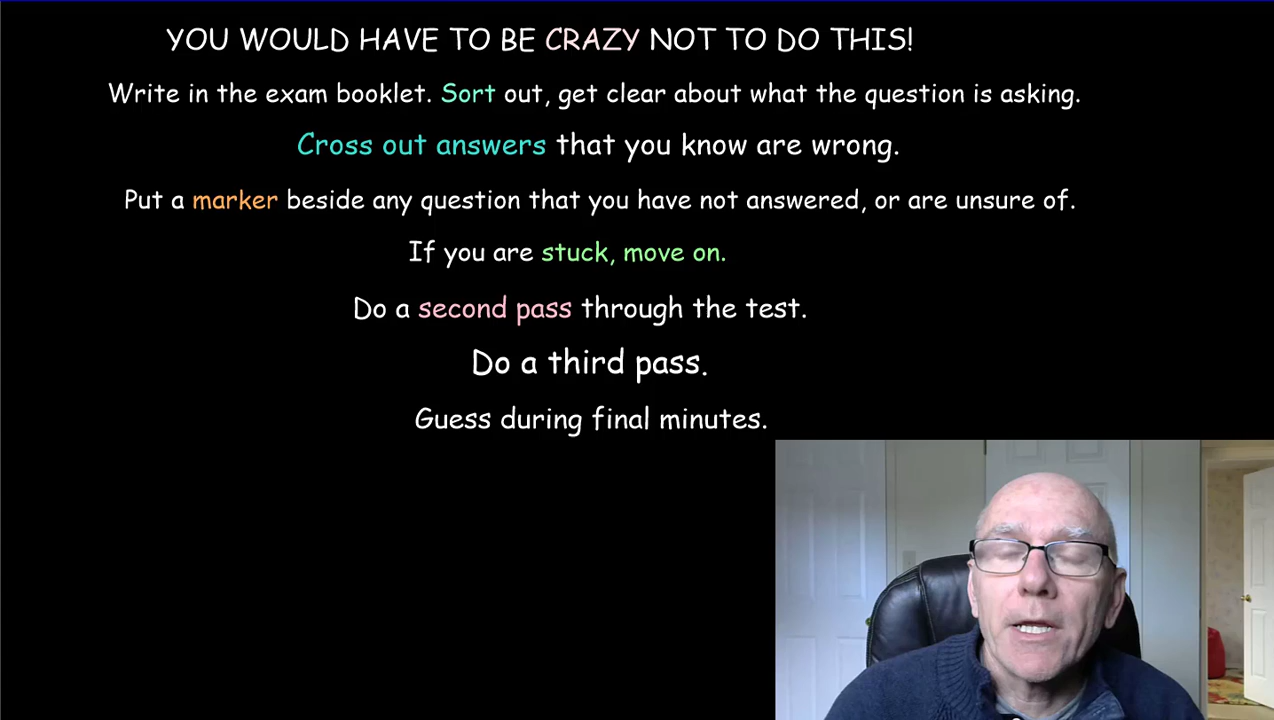 YOU WOULD HAVE TO BE CRAZY NOT TO DO THIS!
Write in the exam booklet. Sort out, get clear about what the question is asking.
Cross out answers that you know are wrong.
Put a marker beside any question that you have not answered, or are unsure of.
If you are stuck, move on.
Do a second pass through the test.
Do a third pass.
Guess during final minutes.